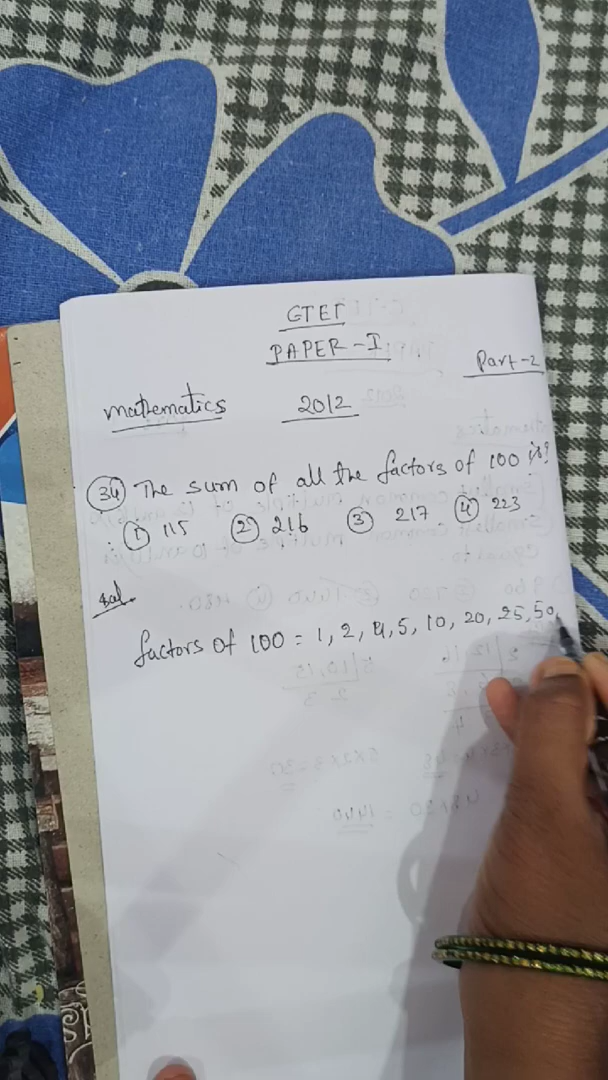 CTET
PAPER-I
Part-2
mathematics 2012
34 The sum of all the factors of 100 is?
1 115 2 216 3 217 4 223
Sol.
factors of 100 = 1, 2, 4, 5, 10, 20, 25, 50,